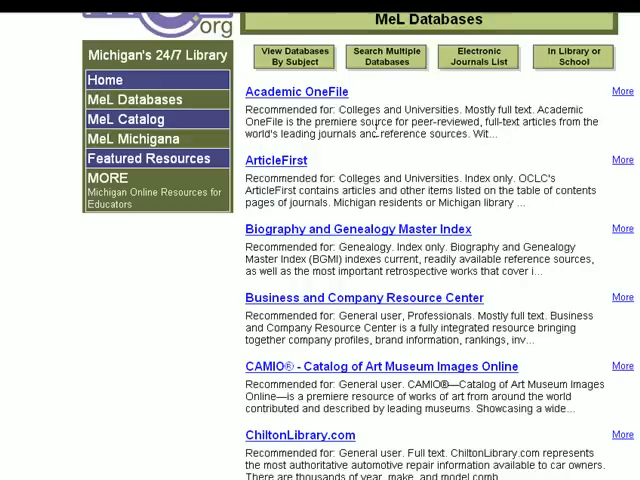 .org
MeL Databases
Michigan's 24/7 Library
Home
MeL Databases
MeL Catalog
MeL Michigana
Featured Resources
MORE
Michigan Online Resources for
Educators
View Databases
By Subject
Search Multiple
Databases
Electronic
Journals List
In Library or
School
Academic OneFile
More
Recommended for: Colleges and Universities. Mostly full text. Academic
OneFile is the premiere source for peer-reviewed, full-text articles from the
world's leading journals and reference sources. Wit...
ArticleFirst
More
Recommended for: Colleges and Universities. Index only. OCLC's
ArticleFirst contains articles and other items listed on the table of contents
pages of journals. Michigan residents or Michigan library ...
Biography and Genealogy Master Index
More
Recommended for: Genealogy. Index only. Biography and Genealogy
Master Index (BGMI) indexes current, readily available reference sources,
as well as the most important retrospective works that cover i...
Business and Company Resource Center
More
Recommended for: General user, Professionals. Mostly full text. Business
and Company Resource Center is a fully integrated resource bringing
together company profiles, brand information, rankings, inv...
CAMIO® - Catalog of Art Museum Images Online
More
Recommended for: General user. CAMIO®—Catalog of Art Museum Images
Online—is a premiere resource of works of art from around the world
contributed and described by leading museums. Showcasing a wide...
ChiltonLibrary.com
More
Recommended for: General user. Full text. ChiltonLibrary.com represents
the most authoritative automotive repair information available to car owners.
There are thousands of year, make, and model comb...